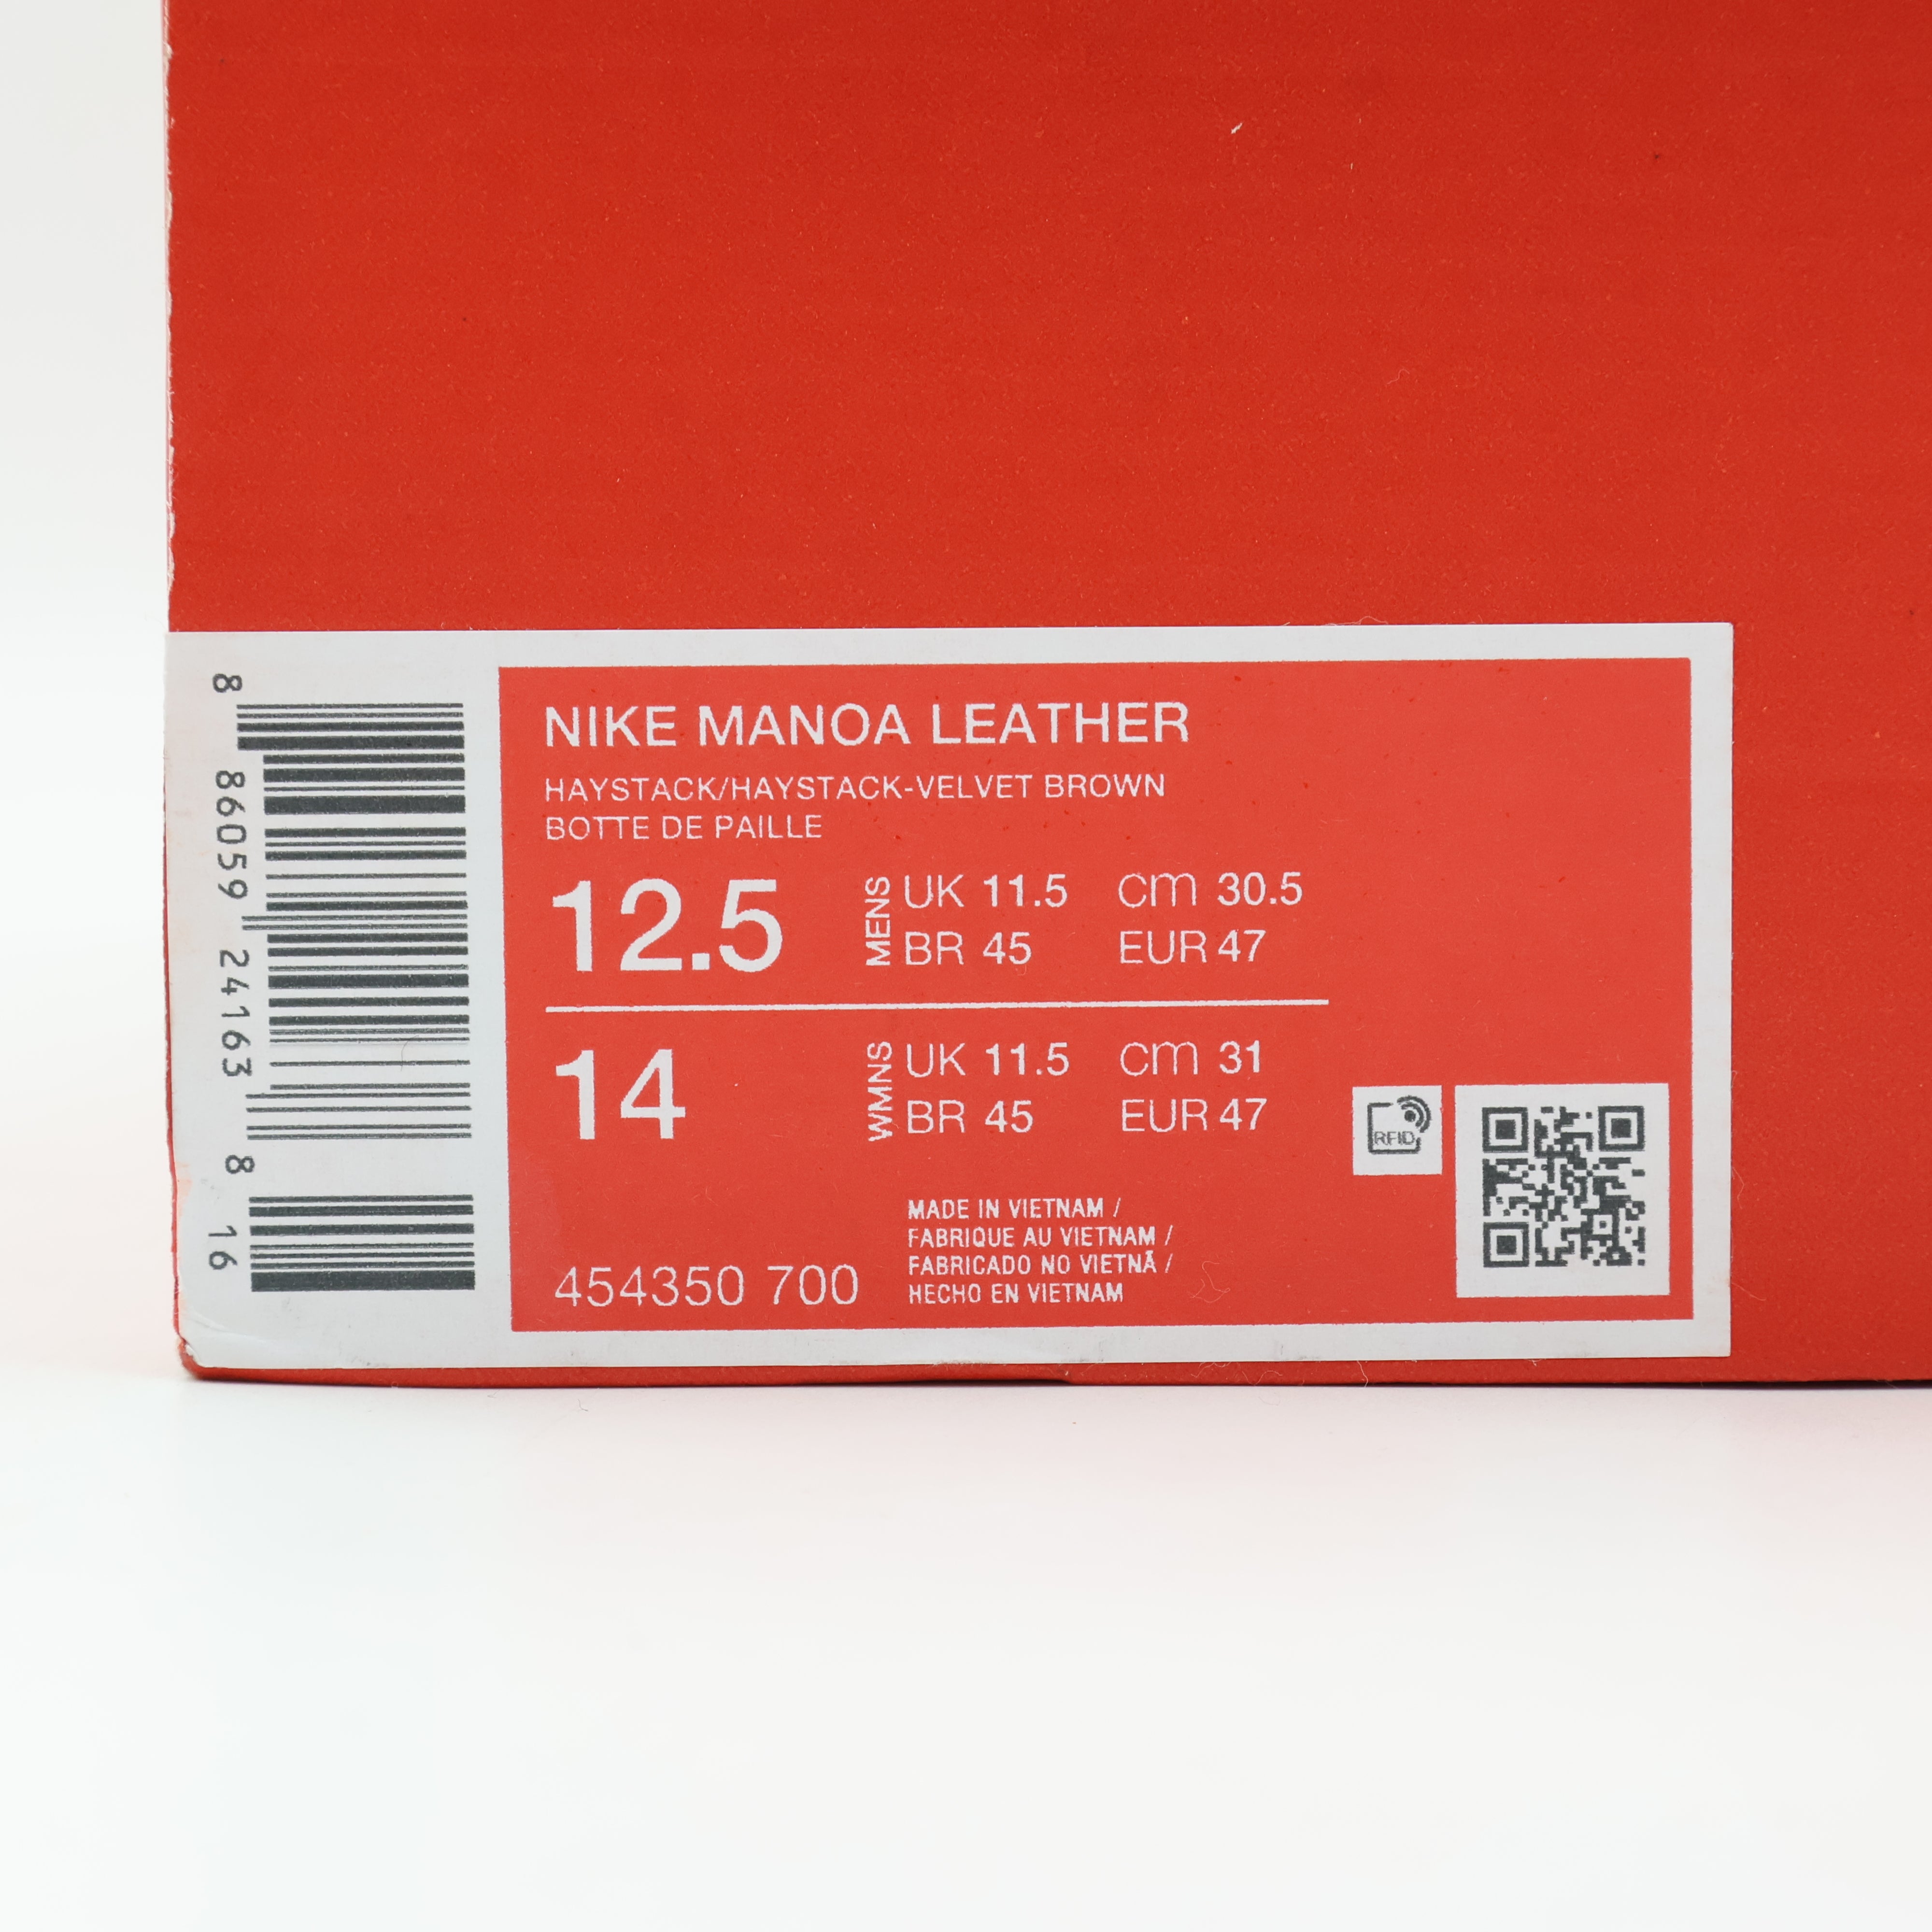 8 86059 24163 8 16
NIKE MANOA LEATHER
HAYSTACK/HAYSTACK-VELVET BROWN
BOTTE DE PAILLE
12.5
MENS
UK 11.5 cm 30.5
BR 45 EUR 47
14
WMNS
UK 11.5 cm 31
BR 45 EUR 47
RFID
454350 700
MADE IN VIETNAM /
FABRIQUE AU VIETNAM /
FABRICADO NO VIETNÃ /
HECHO EN VIETNAM